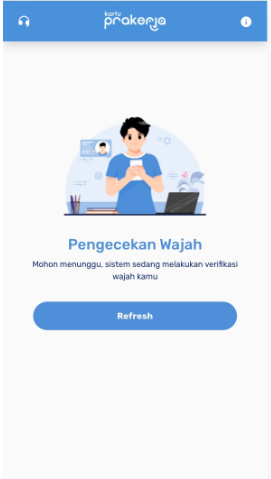 kartu
prakerja
Pengecekan Wajah
Mohon menunggu, sistem sedang melakukan verifikasi
wajah kamu
Refresh